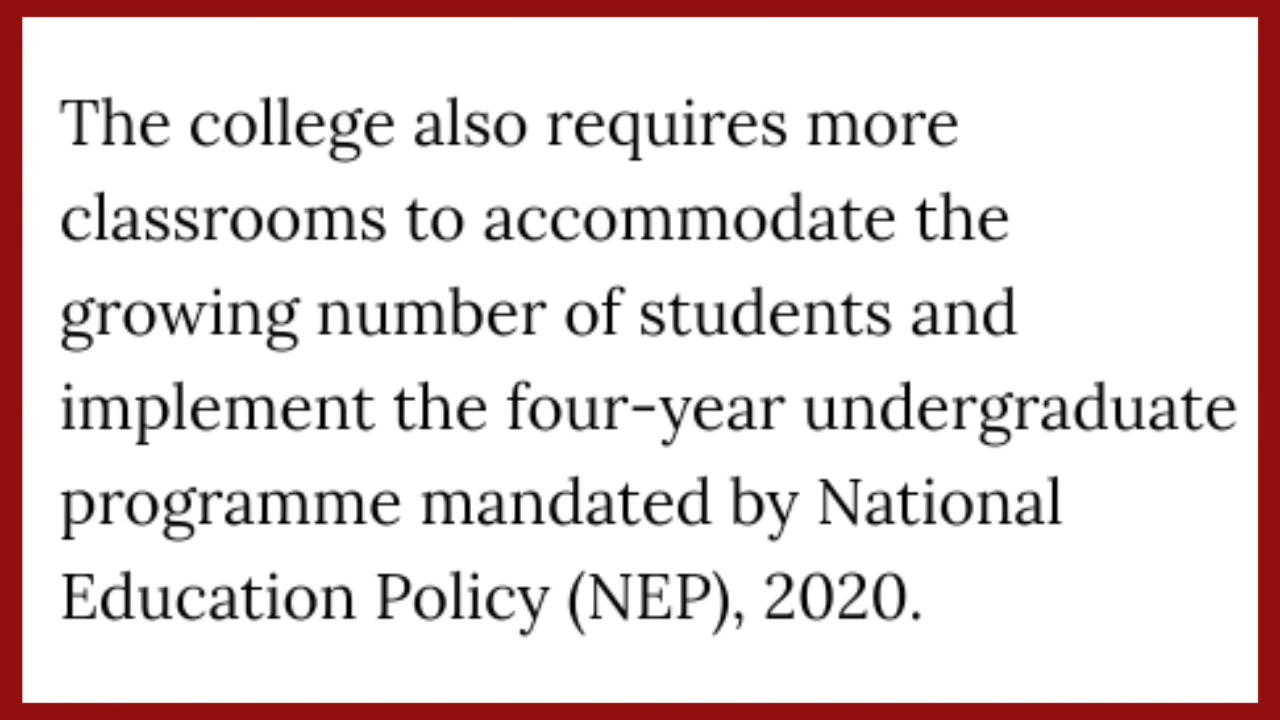 The college also requires more
classrooms to accommodate the
growing number of students and
implement the four-year undergraduate
programme mandated by National
Education Policy (NEP), 2020.